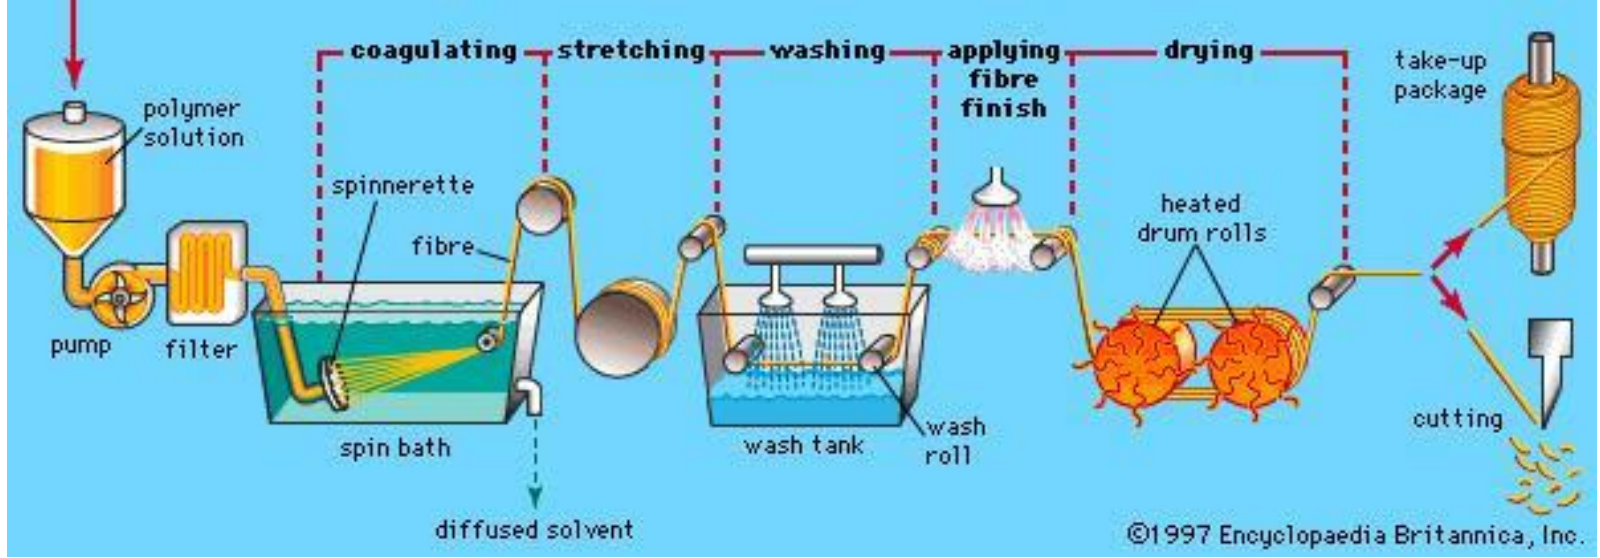 coagulating
stretching
washing
applying
fibre
finish
drying
take-up
package
polymer
solution
spinnerette
fibre
heated
drum rolls
pump
filter
spin bath
wash tank
wash
roll
cutting
diffused solvent
©1997 Encyclopaedia Britannica, Inc.